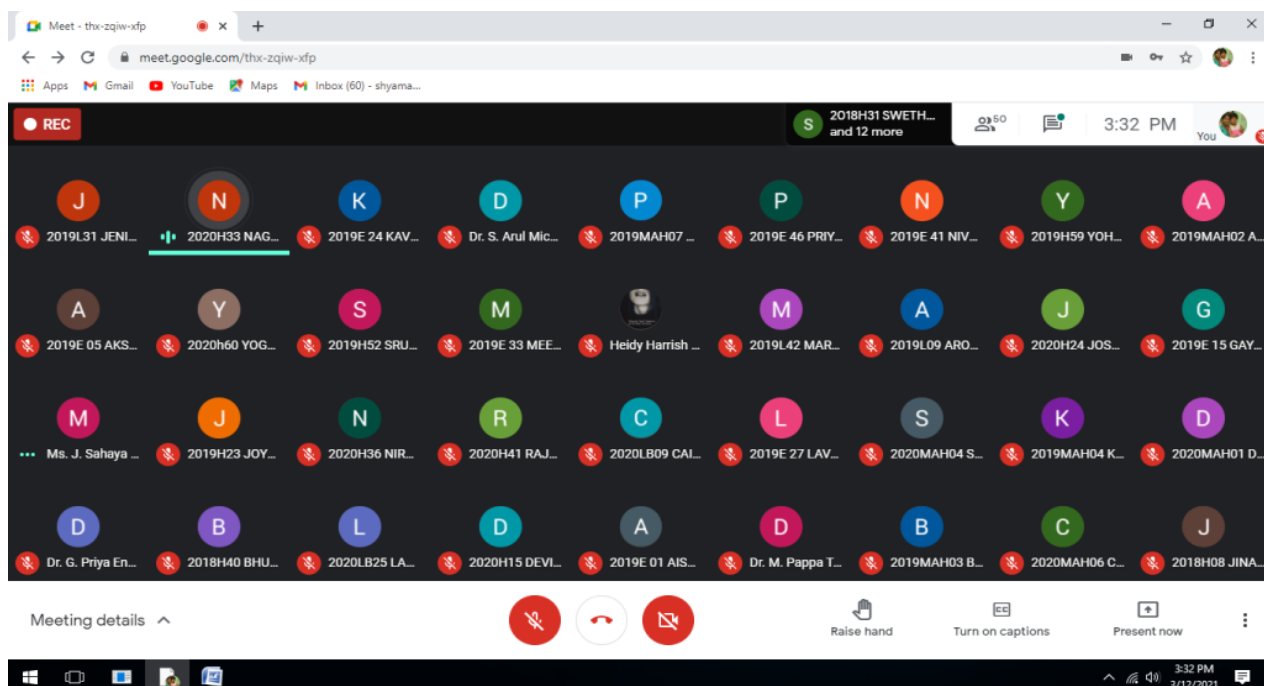 Meet - thx-zqiw-xfp
meet.google.com/thx-zqiw-xfp
Apps Gmail YouTube Maps Inbox (60) - shyama...
REC
S 2018H31 SWETH...
and 12 more
50
3:32 PM
You
J N K D P P N Y A
2019L31 JENI... 2020H33 NAG... 2019E 24 KAV... Dr. S. Arul Mic... 2019MAH07 ... 2019E 46 PRIY... 2019E 41 NIV... 2019H59 YOH... 2019MAH02 A...
A Y S M M A J G
2019E 05 AKS... 2020h60 YOG... 2019H52 SRU... 2019E 33 MEE... Heidy Harrish ... 2019L42 MAR... 2019L09 ARO... 2020H24 JOS... 2019E 15 GAY...
M J N R C L S K D
Ms. J. Sahaya ... 2019H23 JOY... 2020H36 NIR... 2020H41 RAJ... 2020LB09 CAI... 2019E 27 LAV... 2020MAH04 S... 2019MAH04 K... 2020MAH01 D...
D B L D A D B C J
Dr. G. Priya En... 2018H40 BHU... 2020LB25 LA... 2020H15 DEVI... 2019E 01 AIS... Dr. M. Pappa T... 2019MAH03 B... 2020MAH06 C... 2018H08 JINA...
Meeting details
CC
Raise hand Turn on captions Present now
3:32 PM
3/12/2021